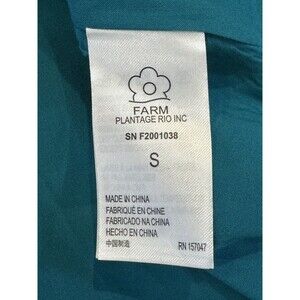 FARM
PLANTAGE RIO INC
SN F2001038
S
MADE IN CHINA
FABRIQUÉ EN CHINE
FABRICADO NA CHINA
HECHO EN CHINA
中国制造
RN 157047